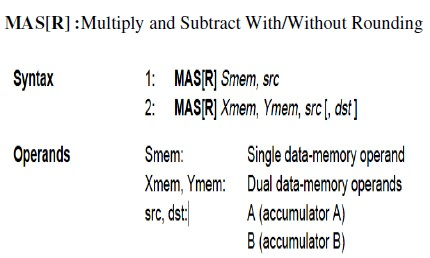 MAS[R] :Multiply and Subtract With/Without Rounding
Syntax 1: MAS[R] Smem, src
2: MAS[R] Xmem, Ymem, src [, dst]
Operands Smem: Single data-memory operand
Xmem, Ymem: Dual data-memory operands
src, dst: A (accumulator A)
B (accumulator B)